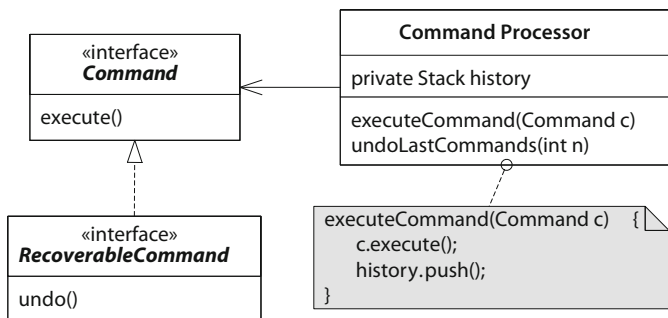 «interface»
Command
execute()
Command Processor
private Stack history
executeCommand(Command c)
undoLastCommands(int n)
«interface»
RecoverableCommand
undo()
executeCommand(Command c) {
c.execute();
history.push();
}